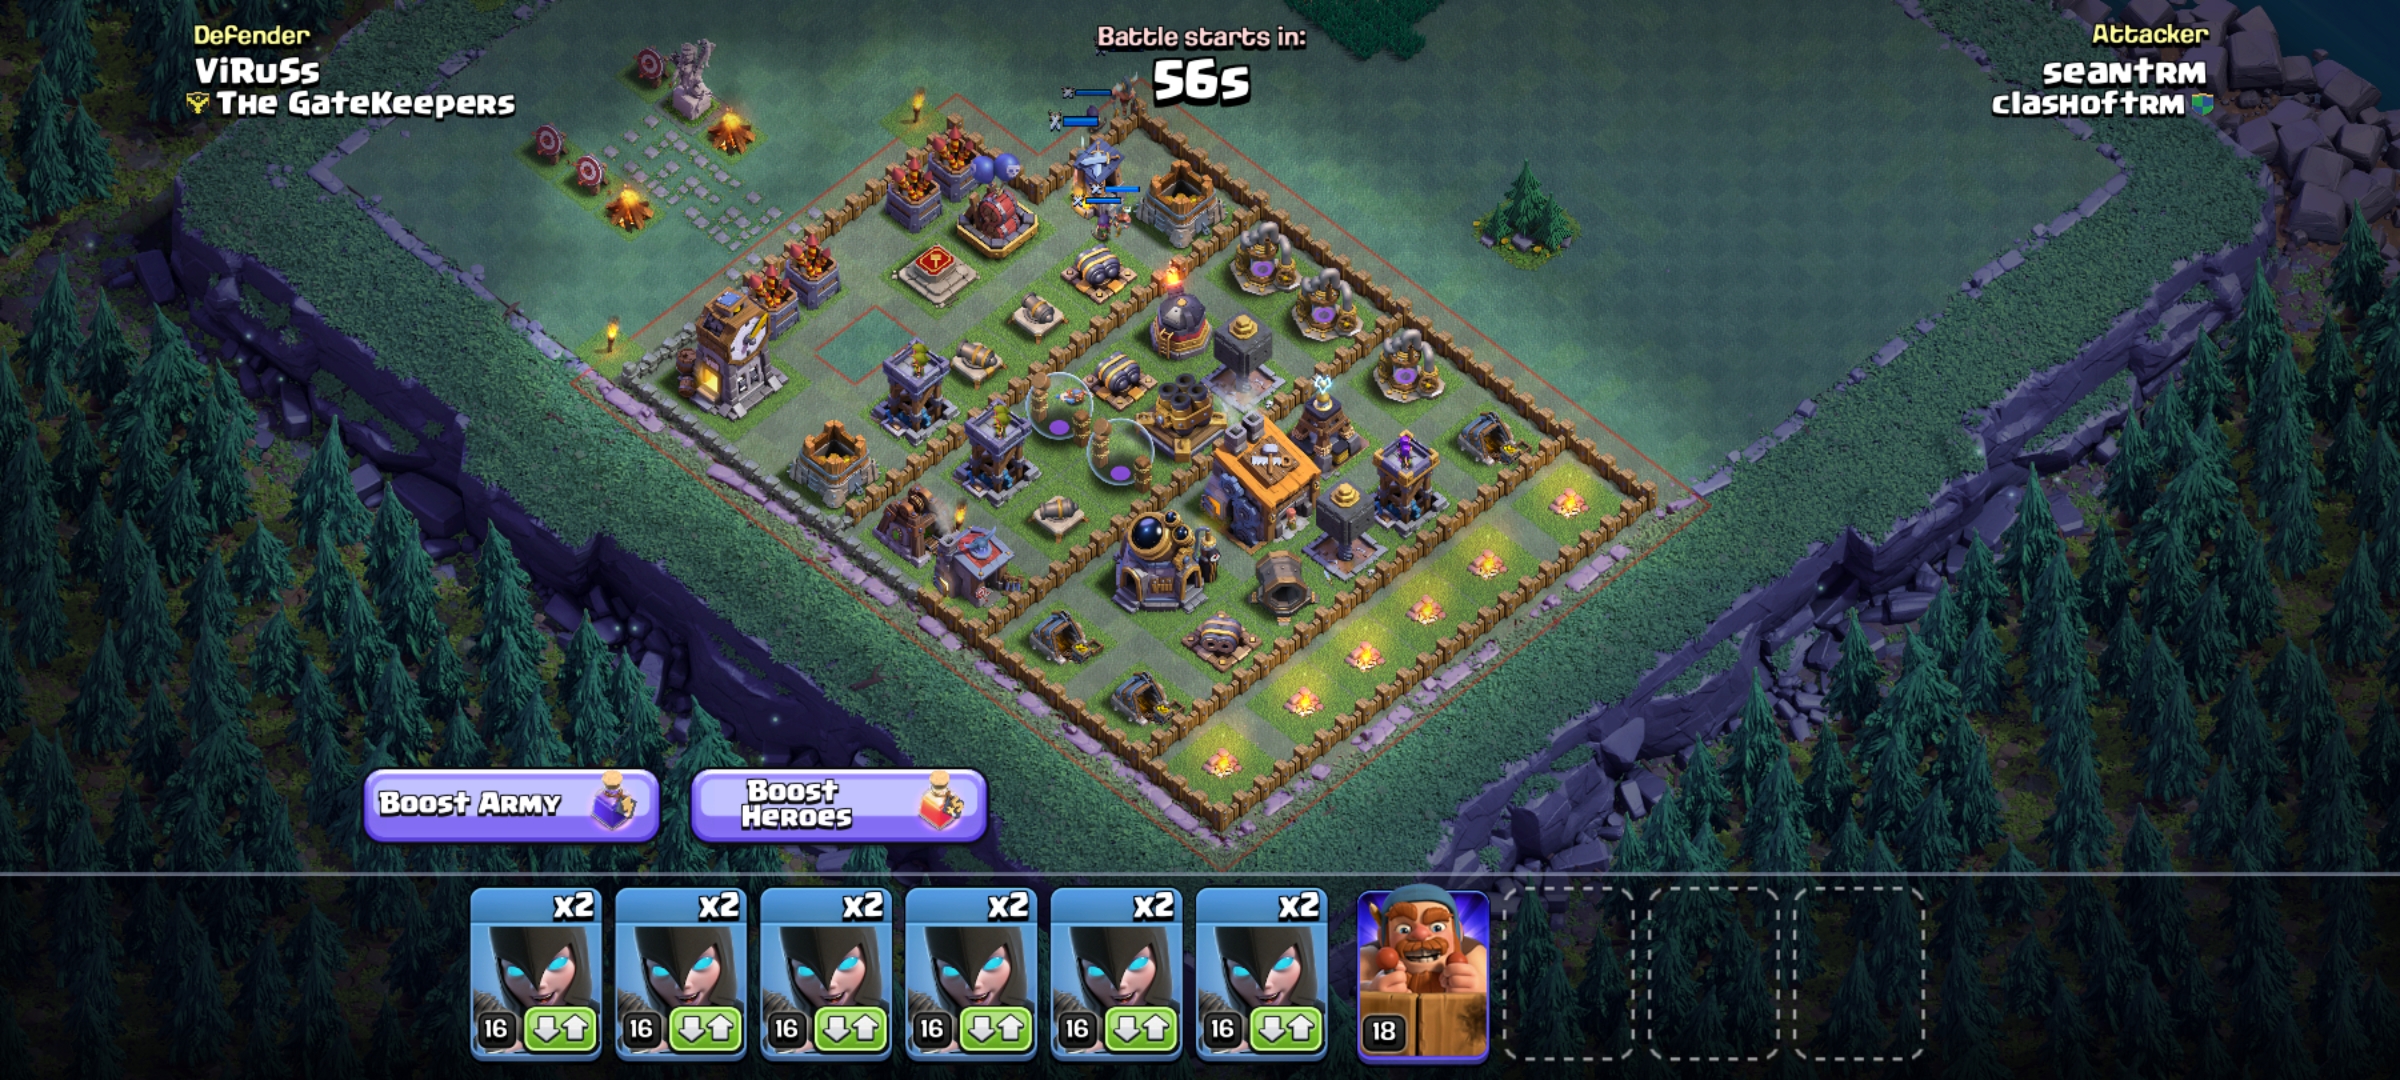 Defender
ViRuSs
The GateKeepers
Battle starts in:
56s
Attacker
seantRM
clashoftRM
Boost Army
Boost
Heroes
x2
x2
x2
x2
x2
x2
16
16
16
16
16
16
18